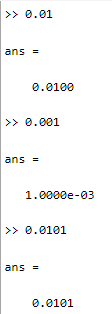 >> 0.01
ans =
0.0100
>> 0.001
ans =
1.0000e-03
>> 0.0101
ans =
0.0101